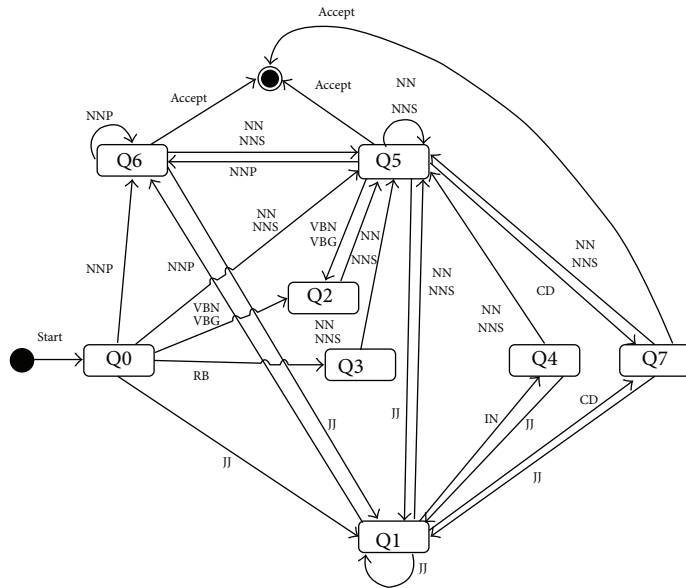 Accept
NN
NNS
Accept
Accept
NNP
NN
NNS
NNP
Q6
Q5
NN
NNS
VBN
VBG
NN
NNS
NN
NNS
NNP
NNP
NN
NNS
Q2
CD
VBN
VBG
NN
NNS
NN
NNS
Start
Q0
Q3
Q4
Q7
RB
CD
JJ
JJ
IN
JJ
JJ
JJ
Q1
JJ